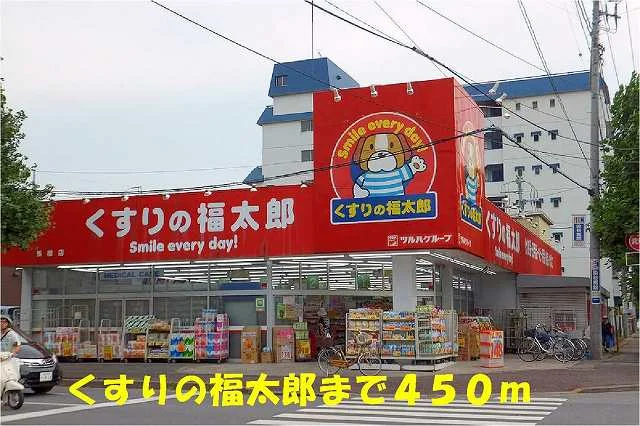 Smile every day!
くすりの福太郎
ツルハグループ
くすりの福太郎
Smile every day!
くすりの福太郎
MEDICAL CARE
くすりの福太郎まで450m